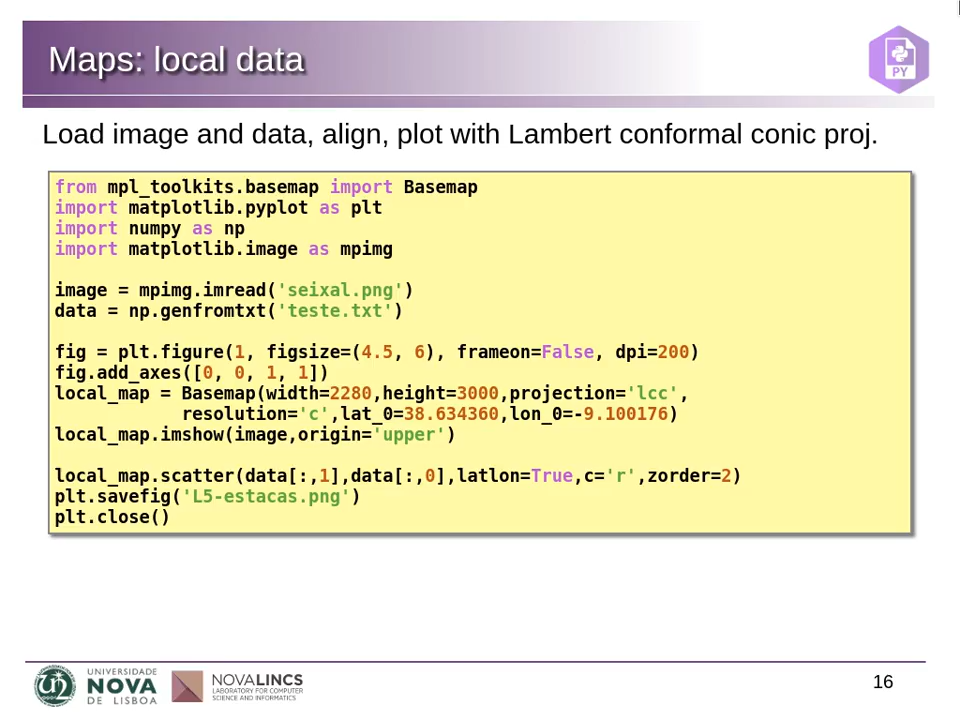 Maps: local data
PY
Load image and data, align, plot with Lambert conformal conic proj.
from mpl_toolkits.basemap import Basemap
import matplotlib.pyplot as plt
import numpy as np
import matplotlib.image as mpimg
image = mpimg.imread('seixal.png')
data = np.genfromtxt('teste.txt')
fig = plt.figure(1, figsize=(4.5, 6), frameon=False, dpi=200)
fig.add_axes([0, 0, 1, 1])
local_map = Basemap(width=2280,height=3000,projection='lcc',
resolution='c',lat_0=38.634360,lon_0=-9.100176)
local_map.imshow(image,origin='upper')
local_map.scatter(data[:,1],data[:,0],latlon=True,c='r',zorder=2)
plt.savefig('L5-estacas.png')
plt.close()
UNIVERSIDADE
NOVA
DE LISBOA
NOVALINCS
LABORATORY FOR COMPUTER
SCIENCE AND INFORMATICS
16